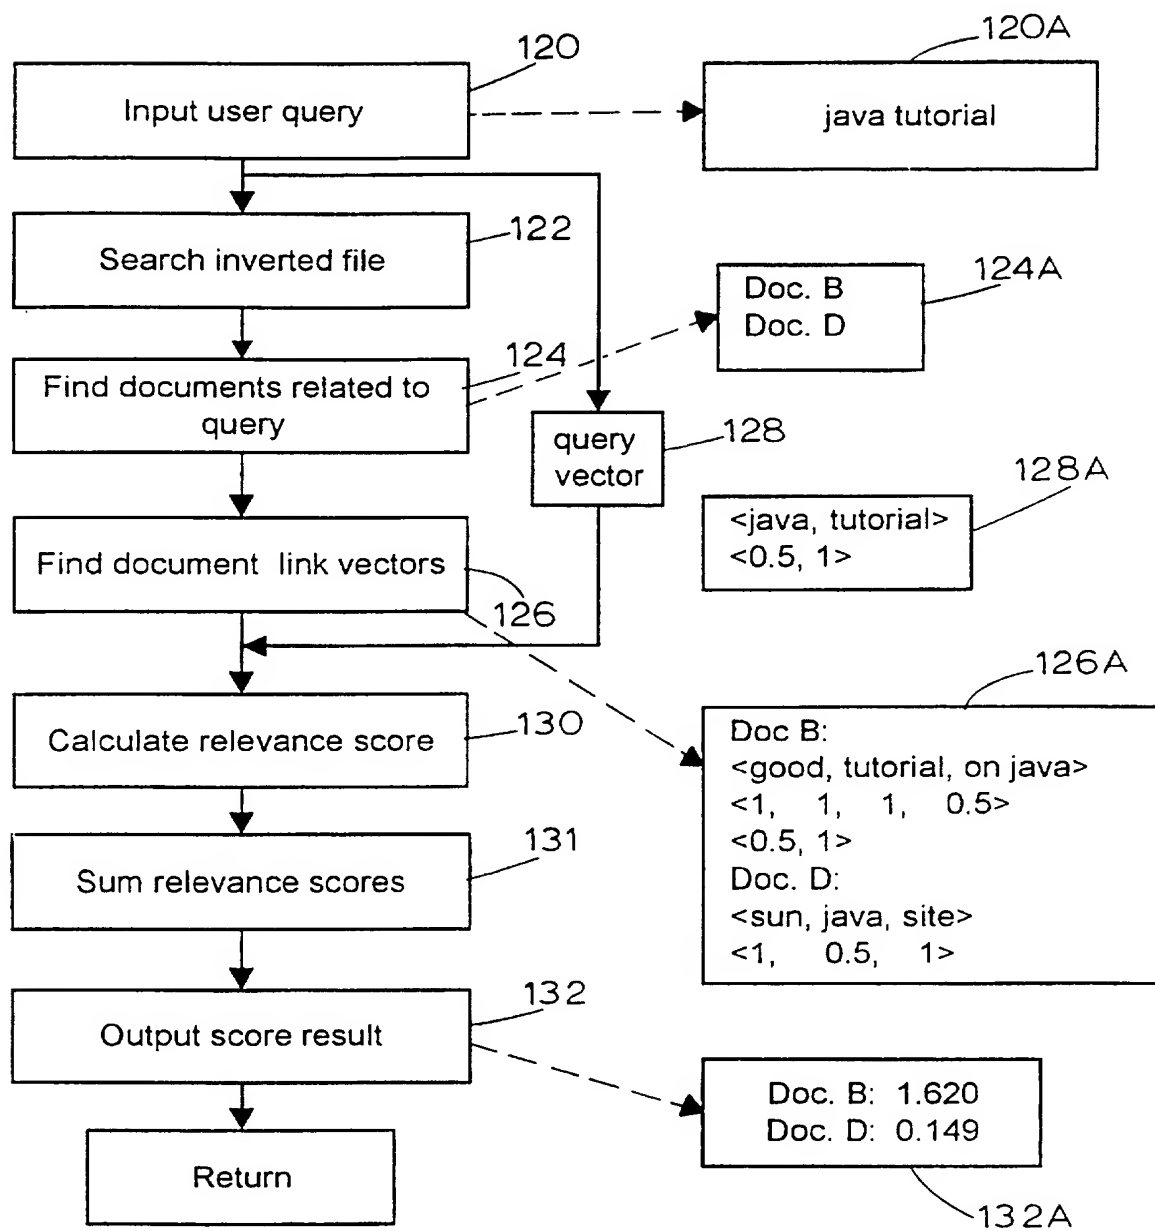 120
Input user query
120A
java tutorial
122
Search inverted file
124A
Doc. B
Doc. D
124
Find documents related to
query
128
query
vector
128A
<java, tutorial>
<0.5, 1>
Find document link vectors
126
126A
Doc B:
<good, tutorial, on java>
<1, 1, 1, 0.5>
<0.5, 1>
Doc. D:
<sun, java, site>
<1, 0.5, 1>
130
Calculate relevance score
131
Sum relevance scores
132
Output score result
Doc. B: 1.620
Doc. D: 0.149
132A
Return